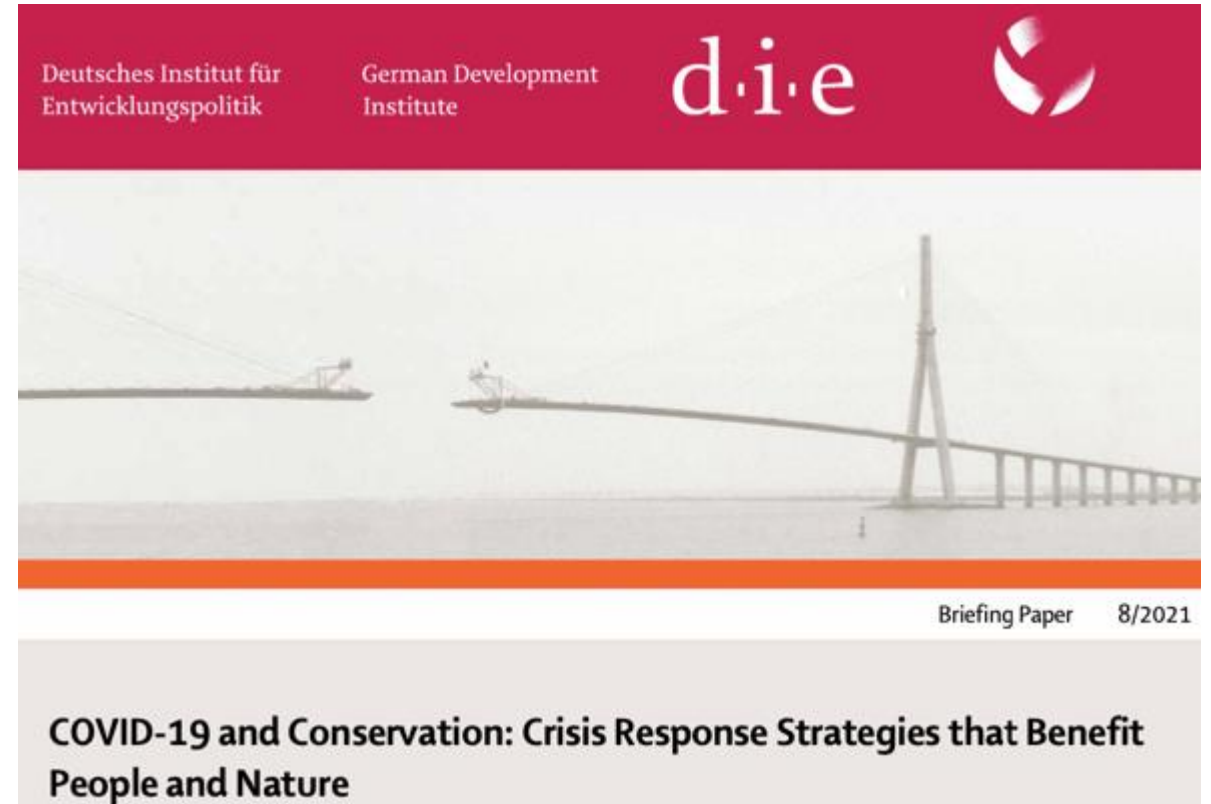 Deutsches Institut für
Entwicklungspolitik
German Development
Institute
d·i·e
Briefing Paper 8/2021
COVID-19 and Conservation: Crisis Response Strategies that Benefit
People and Nature